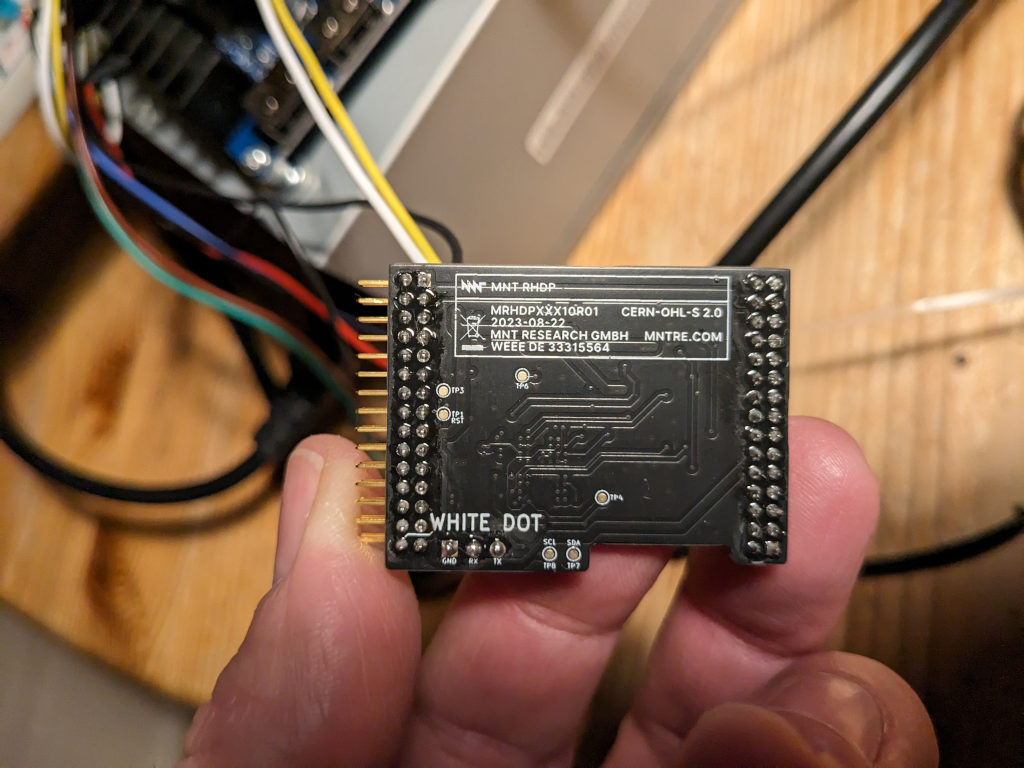 MNT RHDP
MRHDPXXX10R01 CERN-OHL-S 2.0
2023-08-22
MNT RESEARCH GMBH MNTRE.COM
WEEE DE 33315564
TP6
TP3
TP1
RST
TP4
WHITE DOT
GND RX TX
SCL SDA
TP8 TP7